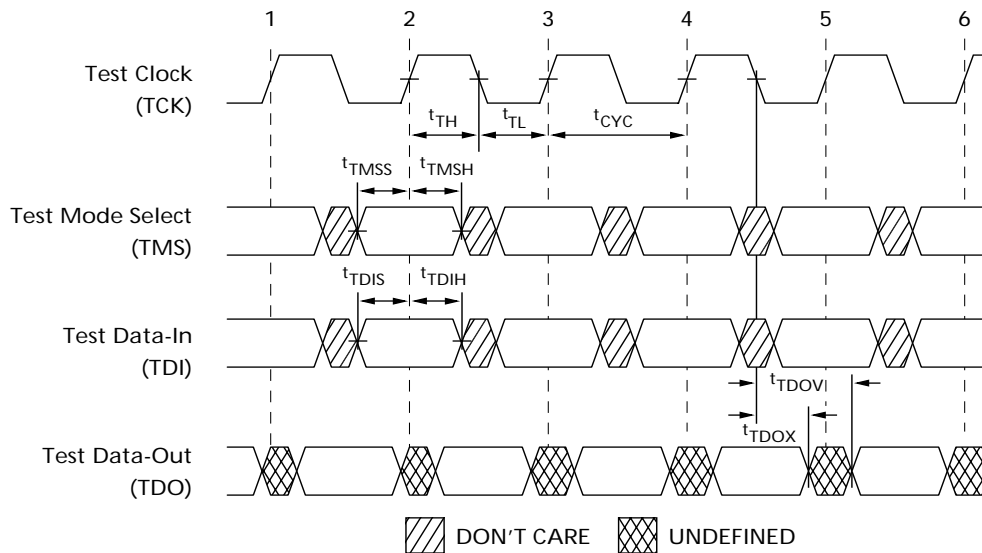 1 2 3 4 5 6
Test Clock
(TCK)
tTH tTL tCYC
tTMSS tTMSH
Test Mode Select
(TMS)
tTDIS tTDIH
Test Data-In
(TDI)
tTDOV
tTDOX
Test Data-Out
(TDO)
DON'T CARE UNDEFINED